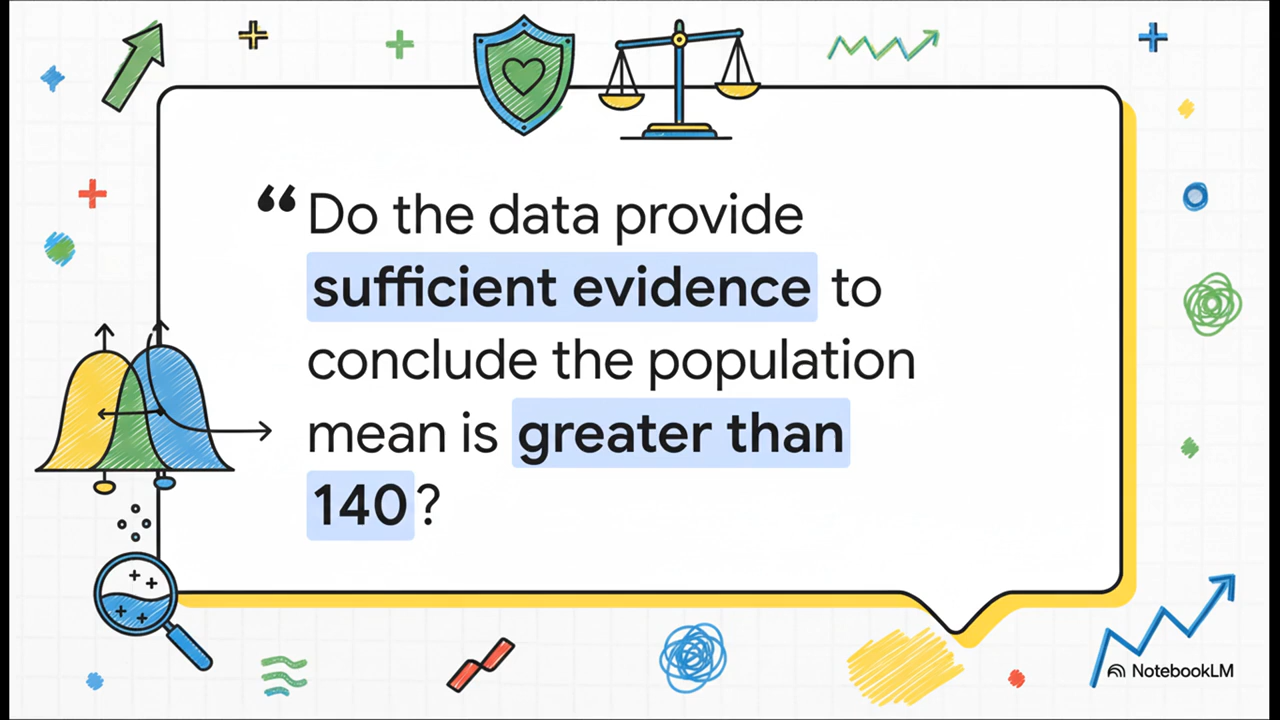 “Do the data provide
sufficient evidence to
conclude the population
mean is greater than
140?
NotebookLM